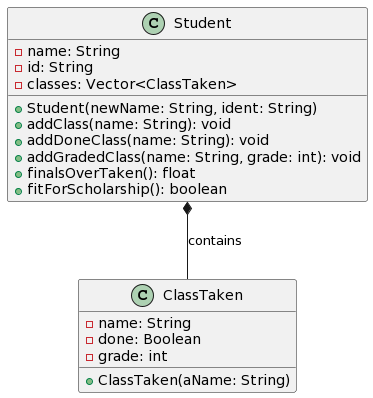 C Student
name: String
id: String
classes: Vector<ClassTaken>
Student(newName: String, ident: String)
addClass(name: String): void
addDoneClass(name: String): void
addGradedClass(name: String, grade: int): void
finalsOverTaken(): float
fitForScholarship(): boolean
contains
C ClassTaken
name: String
done: Boolean
grade: int
ClassTaken(aName: String)